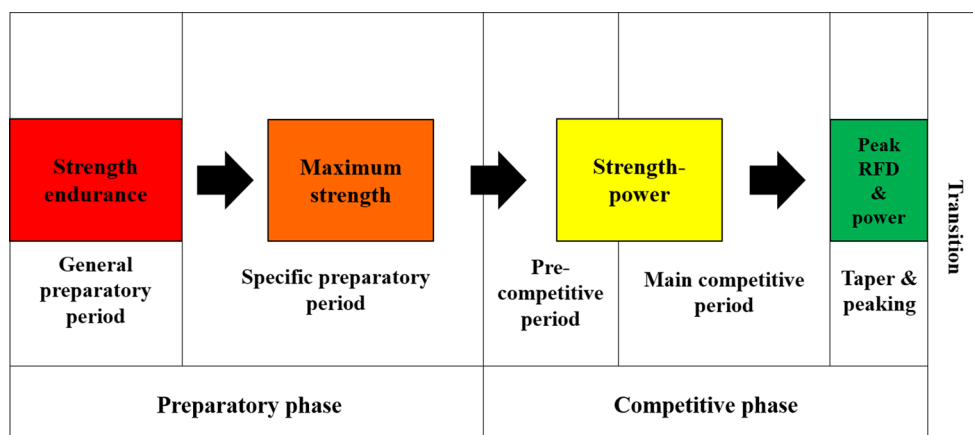 Strength
endurance
Maximum
strength
Strength-
power
Peak
RFD
&
power
Transition
General
preparatory
period
Specific preparatory
period
Pre-
competitive
period
Main competitive
period
Taper &
peaking
Preparatory phase
Competitive phase